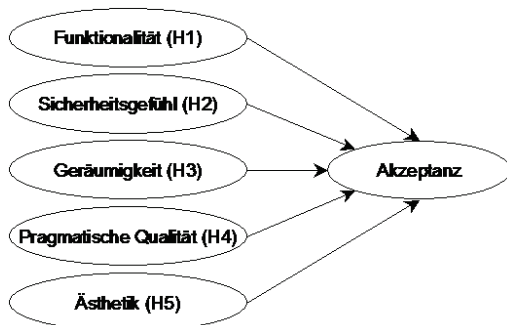 Funktionalität (H1)
Sicherheitsgefühl (H2)
Geräumigkeit (H3)
Akzeptanz
Pragmatische Qualität (H4)
Ästhetik (H5)